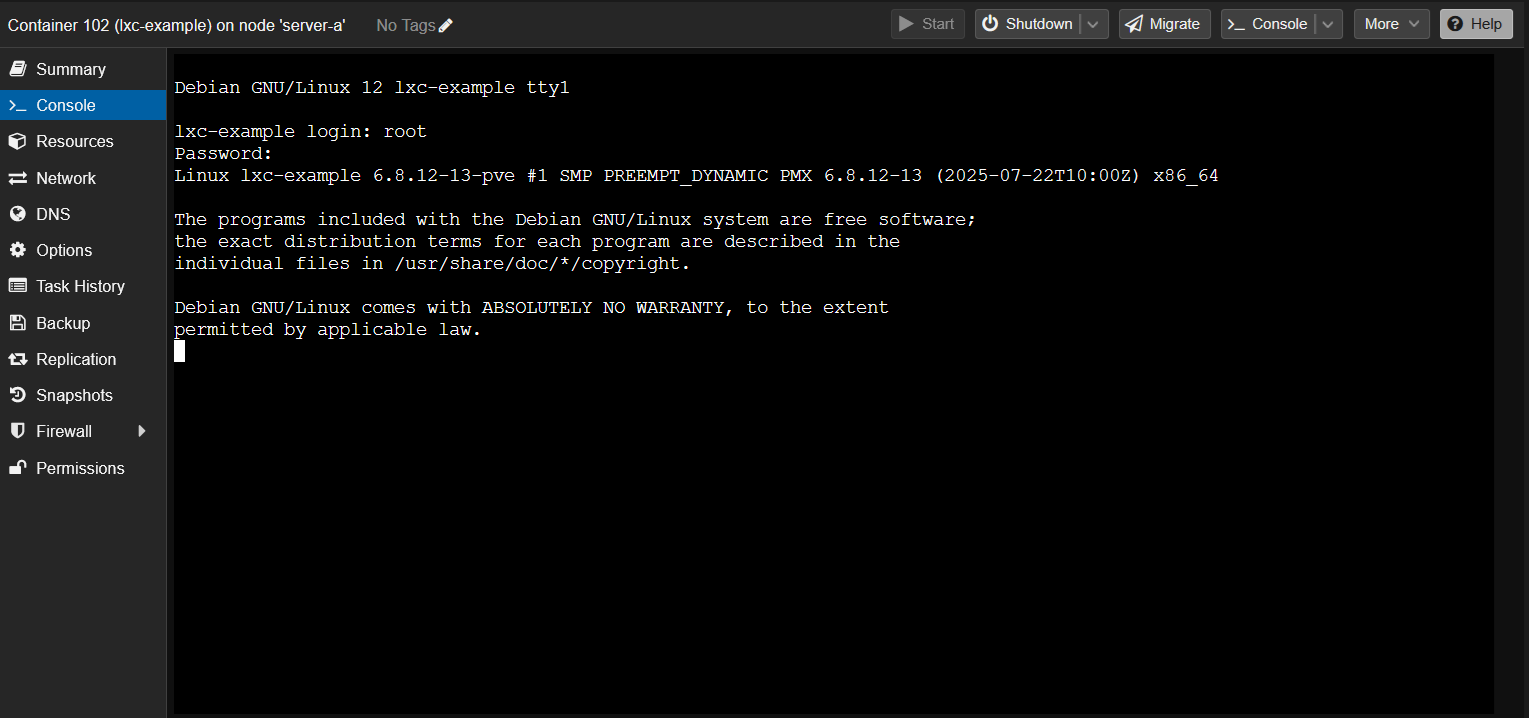 Container 102 (lxc-example) on node 'server-a' No Tags Start Shutdown Migrate Console More Help
Summary
Console
Resources
Network
DNS
Options
Task History
Backup
Replication
Snapshots
Firewall
Permissions
Debian GNU/Linux 12 lxc-example tty1
lxc-example login: root
Password:
Linux lxc-example 6.8.12-13-pve #1 SMP PREEMPT_DYNAMIC PMX 6.8.12-13 (2025-07-22T10:00Z) x86_64
The programs included with the Debian GNU/Linux system are free software;
the exact distribution terms for each program are described in the
individual files in /usr/share/doc/*/copyright.
Debian GNU/Linux comes with ABSOLUTELY NO WARRANTY, to the extent
permitted by applicable law.